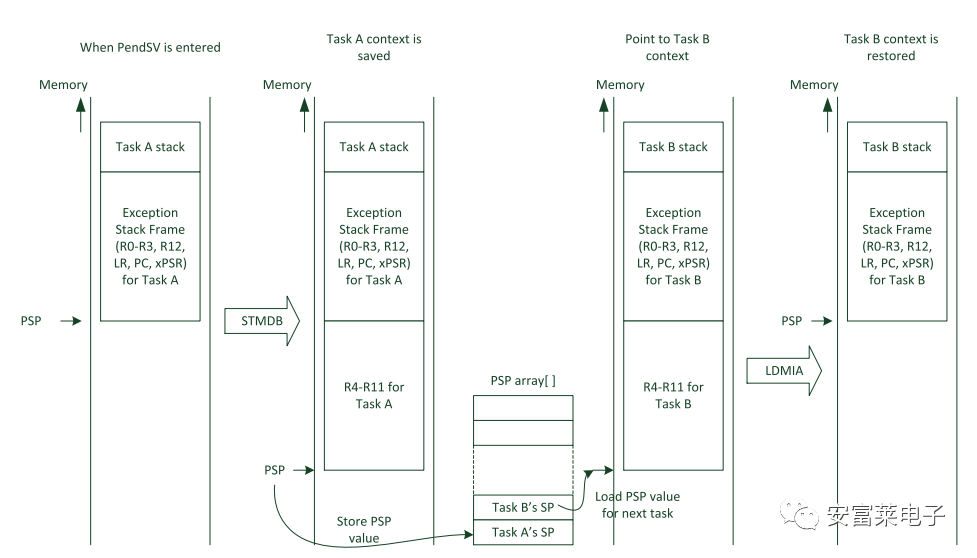 When PendSV is entered
Memory
Task A stack
Exception
Stack Frame
(R0-R3, R12,
LR, PC, xPSR)
for Task A
PSP
STMDB
Task A context is
saved
Memory
Task A stack
Exception
Stack Frame
(R0-R3, R12,
LR, PC, xPSR)
for Task A
R4-R11 for
Task A
PSP
Store PSP
value
PSP array[ ]
Task B's SP
Task A's SP
Point to Task B
context
Memory
Task B stack
Exception
Stack Frame
(R0-R3, R12,
LR, PC, xPSR)
for Task B
R4-R11 for
Task B
Load PSP value
for next task
LDMIA
Task B context is
restored
Memory
Task B stack
Exception
Stack Frame
(R0-R3, R12,
LR, PC, xPSR)
for Task B
PSP
安富莱电子